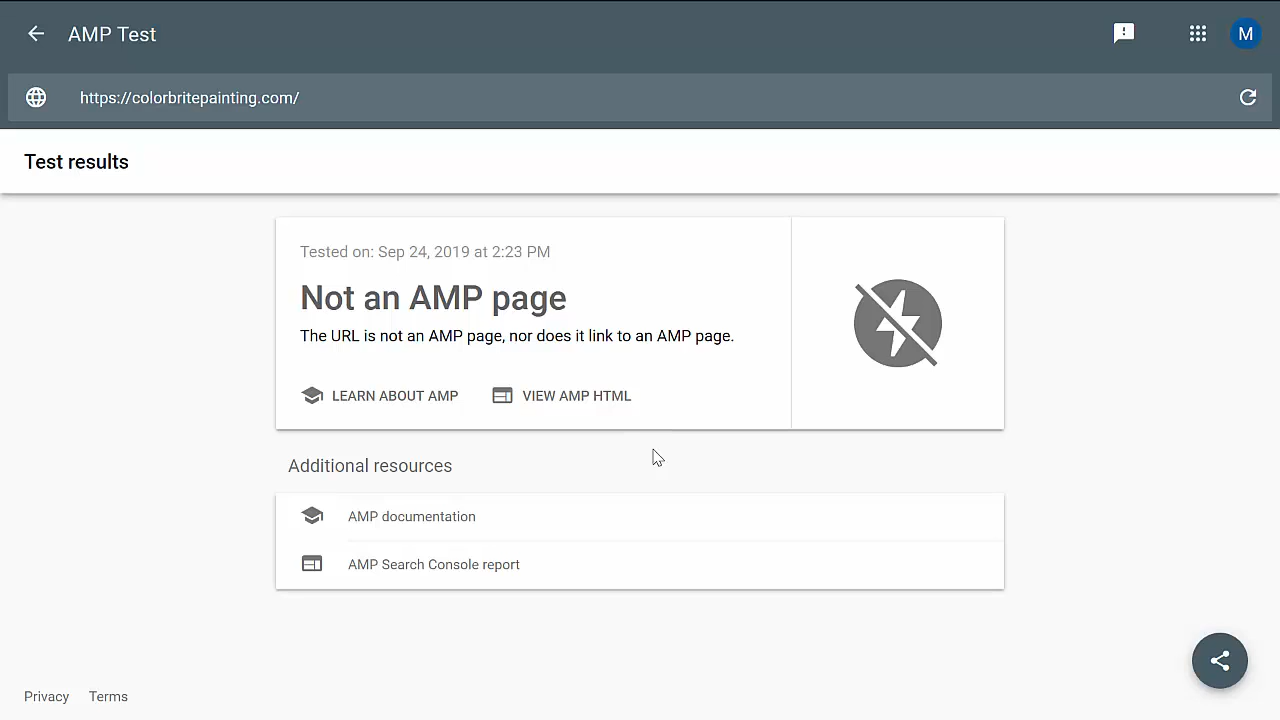 AMP Test
M
https://colorbritepainting.com/
Test results
Tested on: Sep 24, 2019 at 2:23 PM
Not an AMP page
The URL is not an AMP page, nor does it link to an AMP page.
LEARN ABOUT AMP VIEW AMP HTML
Additional resources
AMP documentation
AMP Search Console report
Privacy Terms